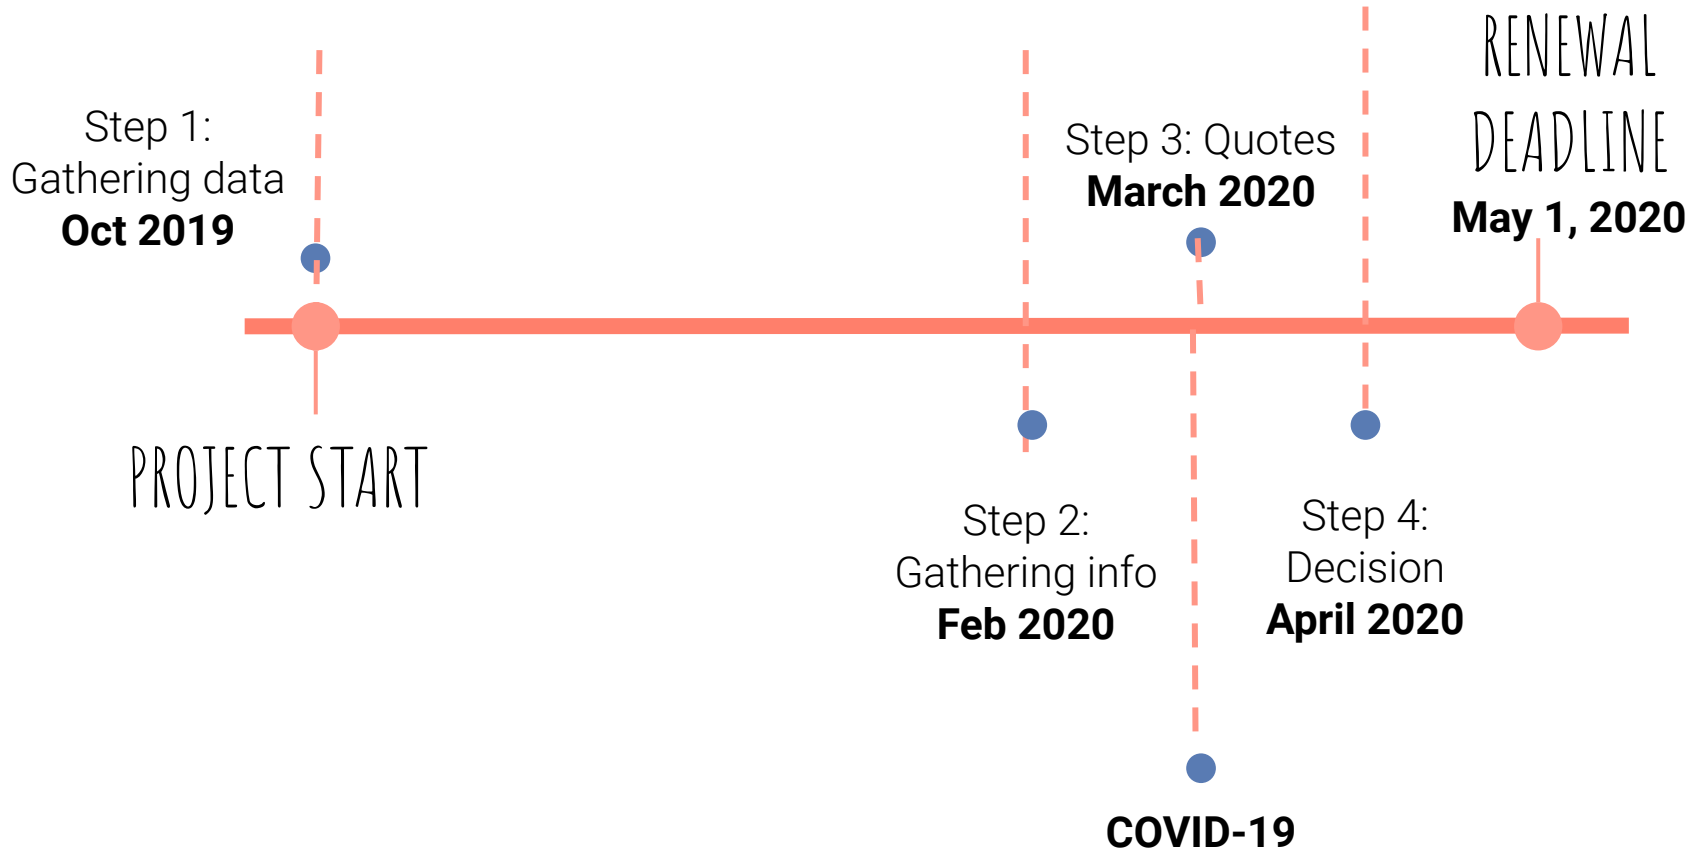 Step 1:
Gathering data
Oct 2019
PROJECT START
Step 2:
Gathering info
Feb 2020
Step 3: Quotes
March 2020
COVID-19
Step 4:
Decision
April 2020
RENEWAL
DEADLINE
May 1, 2020